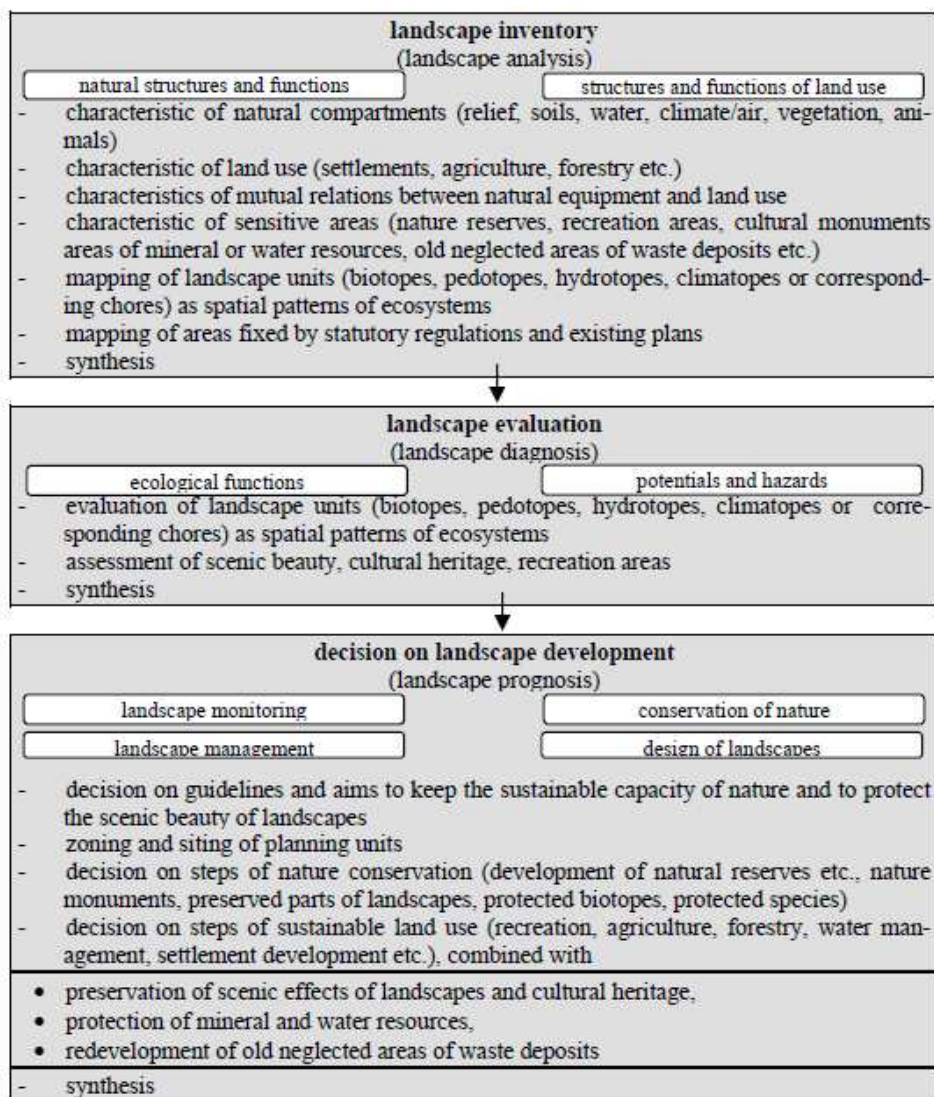 landscape inventory
(landscape analysis)
natural structures and functions
structures and functions of land use
- characteristic of natural compartments (relief, soils, water, climate/air, vegetation, ani-
mals)
- characteristic of land use (settlements, agriculture, forestry etc.)
- characteristics of mutual relations between natural equipment and land use
- characteristic of sensitive areas (nature reserves, recreation areas, cultural monuments
areas of mineral or water resources, old neglected areas of waste deposits etc.)
- mapping of landscape units (biotopes, pedotopes, hydrotopes, climatopes or correspond-
ing chores) as spatial patterns of ecosystems
- mapping of areas fixed by statutory regulations and existing plans
- synthesis
landscape evaluation
(landscape diagnosis)
ecological functions
potentials and hazards
- evaluation of landscape units (biotopes, pedotopes, hydrotopes, climatopes or corre-
sponding chores) as spatial patterns of ecosystems
- assessment of scenic beauty, cultural heritage, recreation areas
- synthesis
decision on landscape development
(landscape prognosis)
landscape monitoring
conservation of nature
landscape management
design of landscapes
- decision on guidelines and aims to keep the sustainable capacity of nature and to protect
the scenic beauty of landscapes
- zoning and siting of planning units
- decision on steps of nature conservation (development of natural reserves etc., nature
monuments, preserved parts of landscapes, protected biotopes, protected species)
- decision on steps of sustainable land use (recreation, agriculture, forestry, water man-
agement, settlement development etc.), combined with
• preservation of scenic effects of landscapes and cultural heritage,
• protection of mineral and water resources,
• redevelopment of old neglected areas of waste deposits
- synthesis